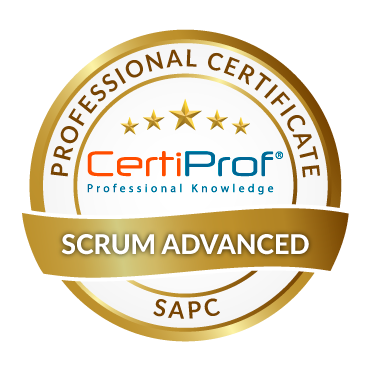 PROFESSIONAL CERTIFICATE
CertiProf®
Professional Knowledge
SCRUM ADVANCED
SAPC